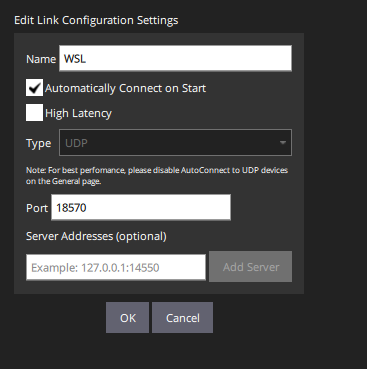 Edit Link Configuration Settings
Name WSL
Automatically Connect on Start
High Latency
Type UDP
Note: For best perfomance, please disable AutoConnect to UDP devices
on the General page.
Port 18570
Server Addresses (optional)
Example: 127.0.0.1:14550 Add Server
OK Cancel